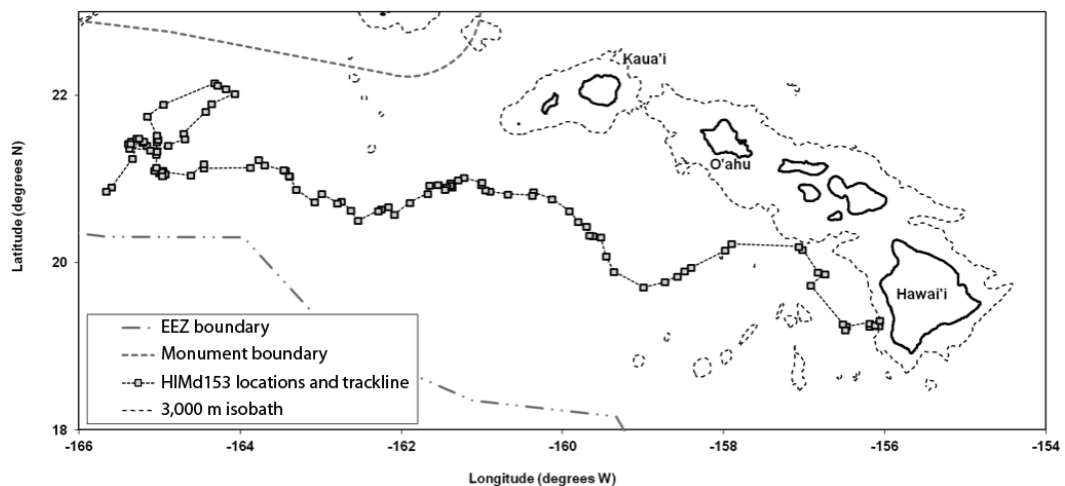 Kaua'i
22
O'ahu
Latitude (degrees N)
20
Hawai'i
EEZ boundary
Monument boundary
HIMd153 locations and trackline
3,000 m isobath
18
-166
-164
-162
-160
-158
-156
-154
Longitude (degrees W)